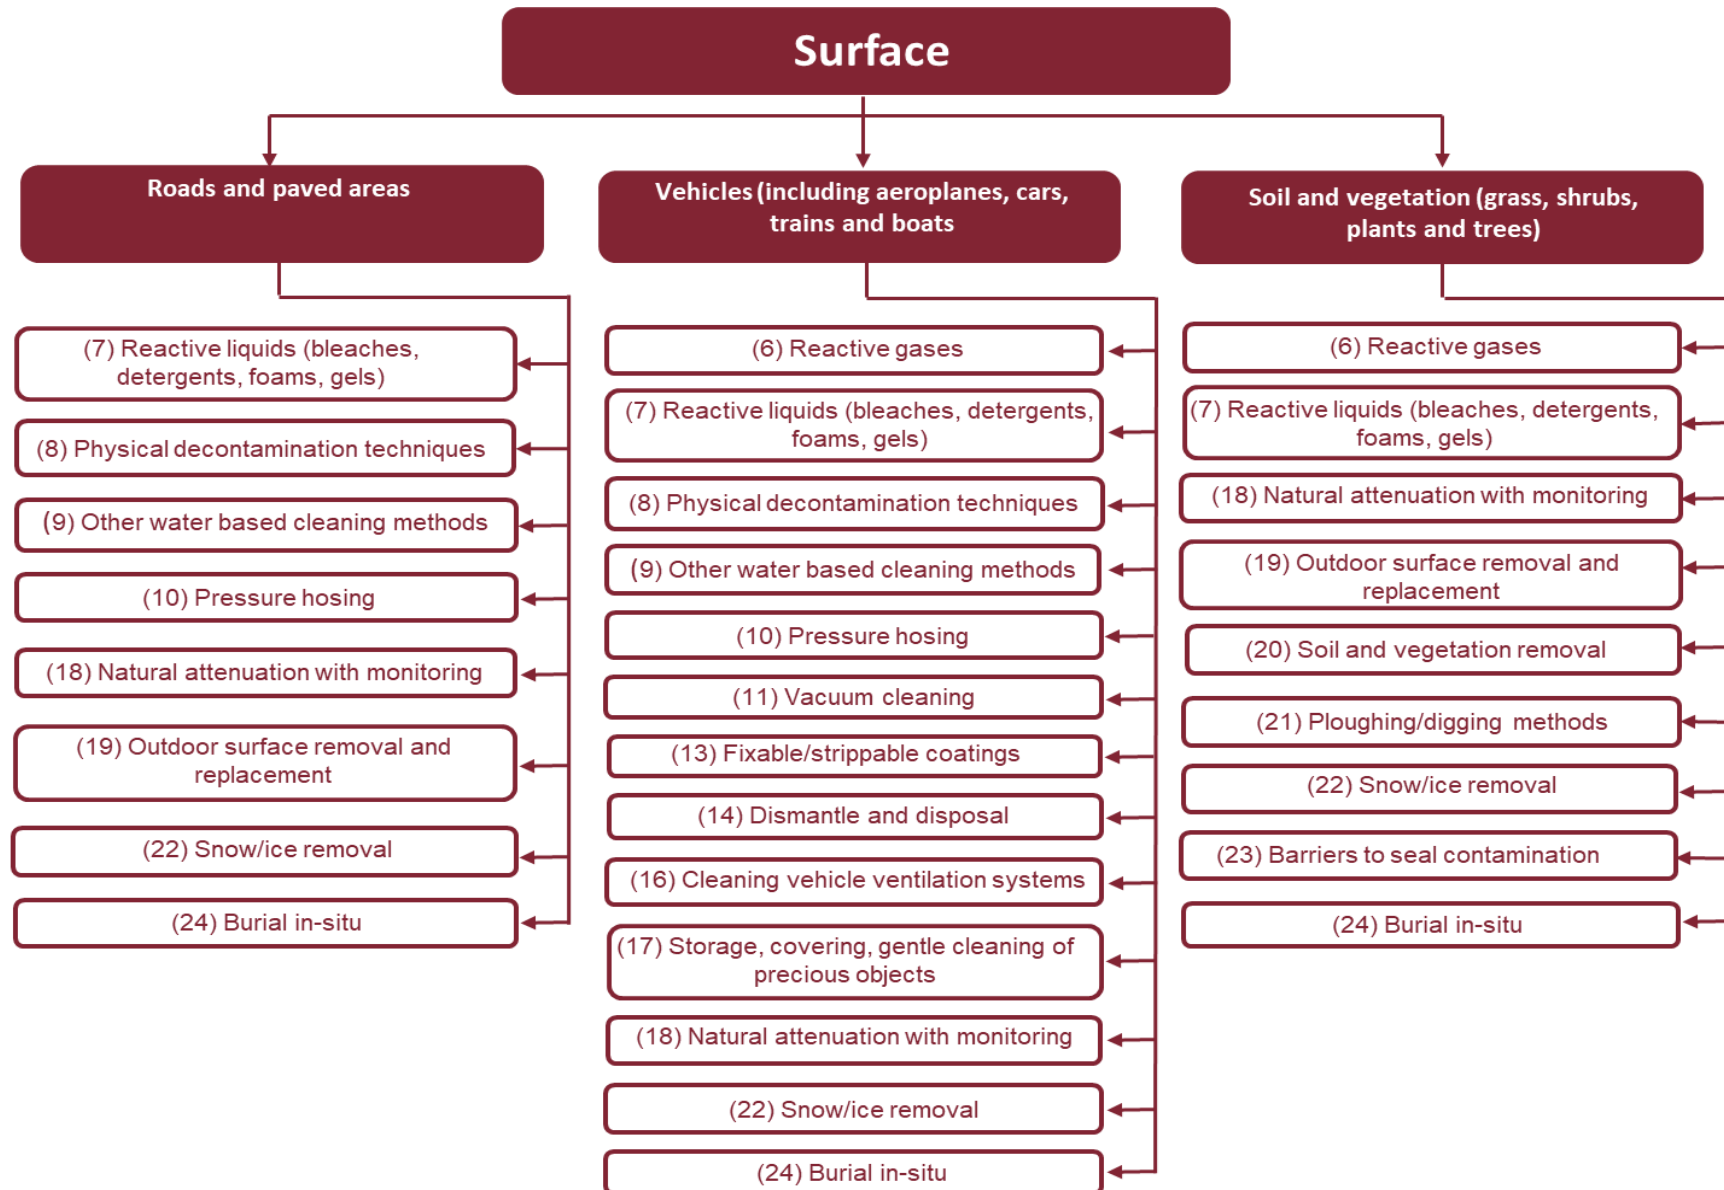 Surface
Roads and paved areas
(7) Reactive liquids (bleaches,
detergents, foams, gels)
(8) Physical decontamination techniques
(9) Other water based cleaning methods
(10) Pressure hosing
(18) Natural attenuation with monitoring
(19) Outdoor surface removal and
replacement
(22) Snow/ice removal
(24) Burial in-situ
Vehicles (including aeroplanes, cars,
trains and boats
(6) Reactive gases
(7) Reactive liquids (bleaches, detergents,
foams, gels)
(8) Physical decontamination techniques
(9) Other water based cleaning methods
(10) Pressure hosing
(11) Vacuum cleaning
(13) Fixable/strippable coatings
(14) Dismantle and disposal
(16) Cleaning vehicle ventilation systems
(17) Storage, covering, gentle cleaning of
precious objects
(18) Natural attenuation with monitoring
(22) Snow/ice removal
(24) Burial in-situ
Soil and vegetation (grass, shrubs,
plants and trees)
(6) Reactive gases
(7) Reactive liquids (bleaches, detergents,
foams, gels)
(18) Natural attenuation with monitoring
(19) Outdoor surface removal and
replacement
(20) Soil and vegetation removal
(21) Ploughing/digging methods
(22) Snow/ice removal
(23) Barriers to seal contamination
(24) Burial in-situ